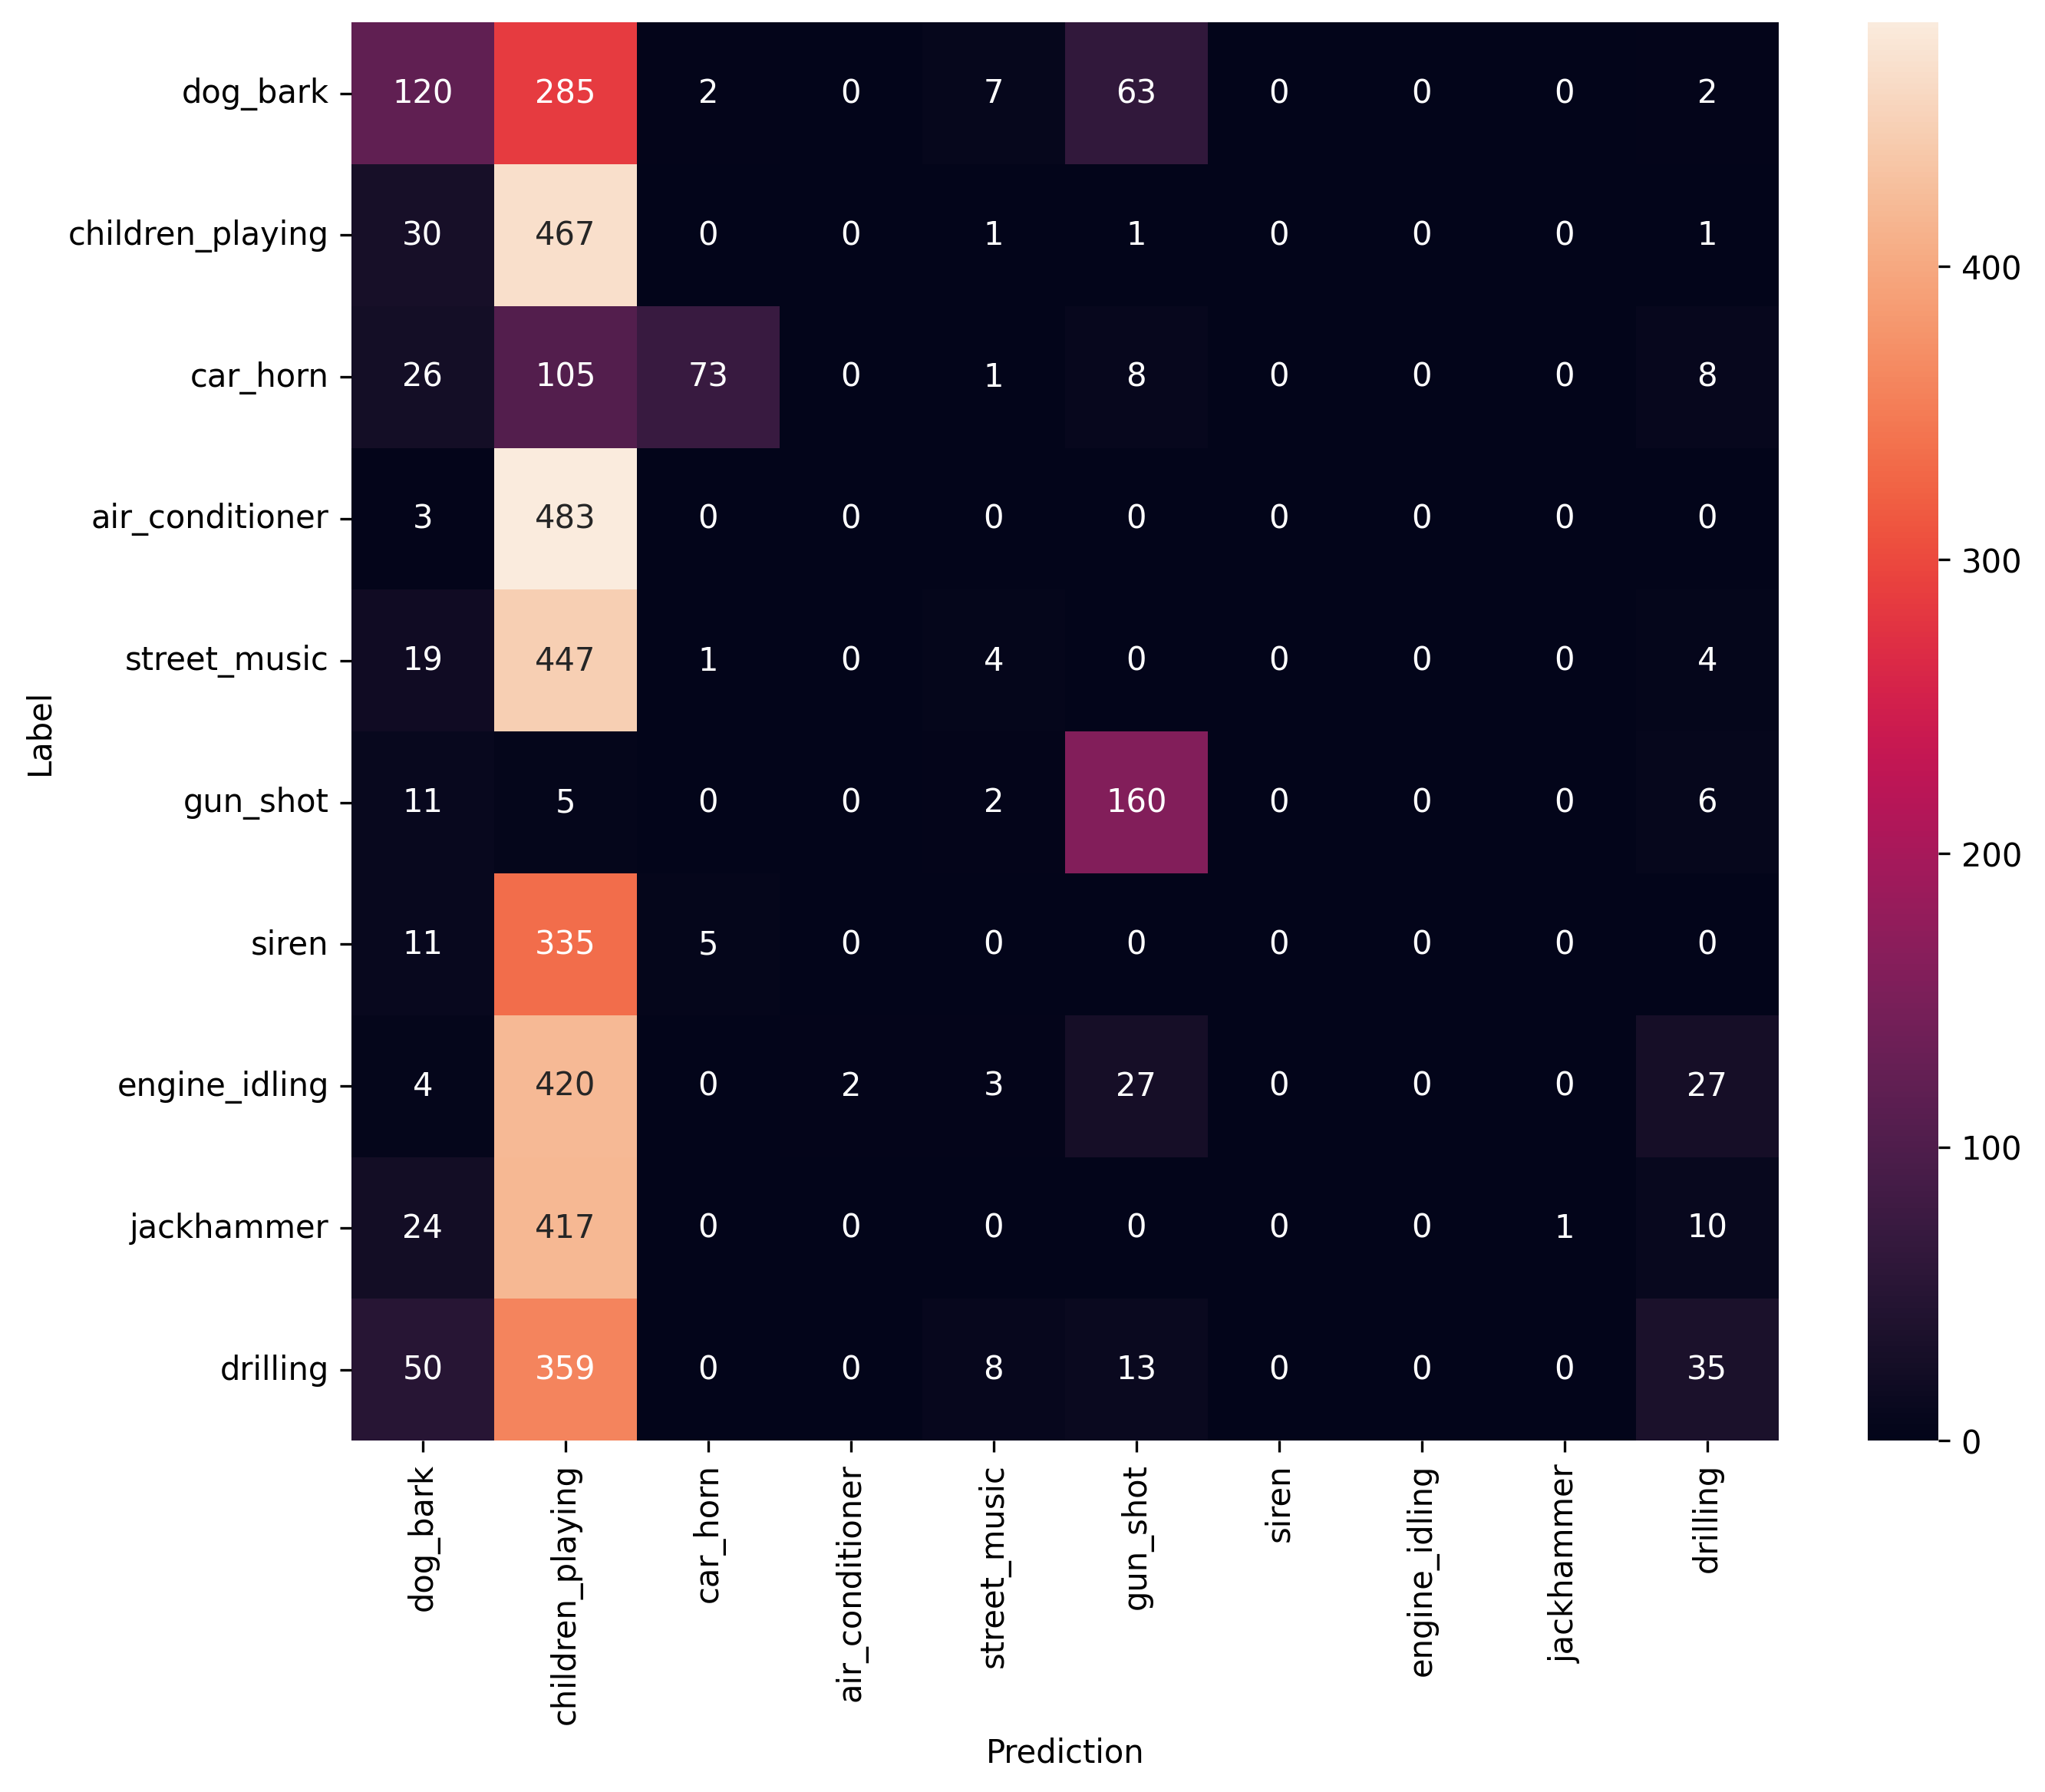 dog_bark 120 285 2 0 7 63 0 0 0 2
children_playing 30 467 0 0 1 1 0 0 0 1
car_horn 26 105 73 0 1 8 0 0 0 8
air_conditioner 3 483 0 0 0 0 0 0 0 0
street_music 19 447 1 0 4 0 0 0 0 4
gun_shot 11 5 0 0 2 160 0 0 0 6
siren 11 335 5 0 0 0 0 0 0 0
engine_idling 4 420 0 2 3 27 0 0 0 27
jackhammer 24 417 0 0 0 0 0 0 1 10
drilling 50 359 0 0 8 13 0 0 0 35
Label
dog_bark
children_playing
car_horn
air_conditioner
street_music
gun_shot
siren
engine_idling
jackhammer
drilling
Prediction
400
300
200
100
0